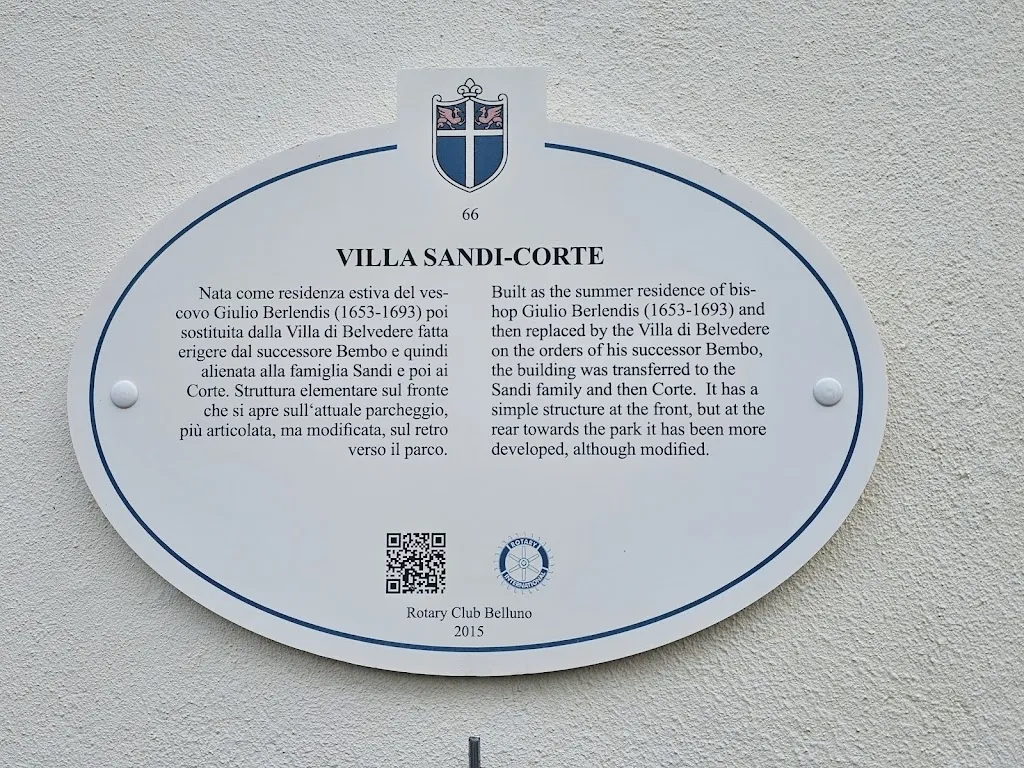 66
VILLA SANDI-CORTE
Nata come residenza estiva del ves-
covo Giulio Berlendis (1653-1693) poi
sostituita dalla Villa di Belvedere fatta
erigere dal successore Bembo e quindi
alienata alla famiglia Sandi e poi ai
Corte. Struttura elementare sul fronte
che si apre sull‘attuale parcheggio,
più articolata, ma modificata, sul retro
verso il parco.
Built as the summer residence of bis-
hop Giulio Berlendis (1653-1693) and
then replaced by the Villa di Belvedere
on the orders of his successor Bembo,
the building was transferred to the
Sandi family and then Corte.  It has a
simple structure at the front, but at the
rear towards the park it has been more
developed, although modified.
ROTARY
INTERNATIONAL
Rotary Club Belluno
2015